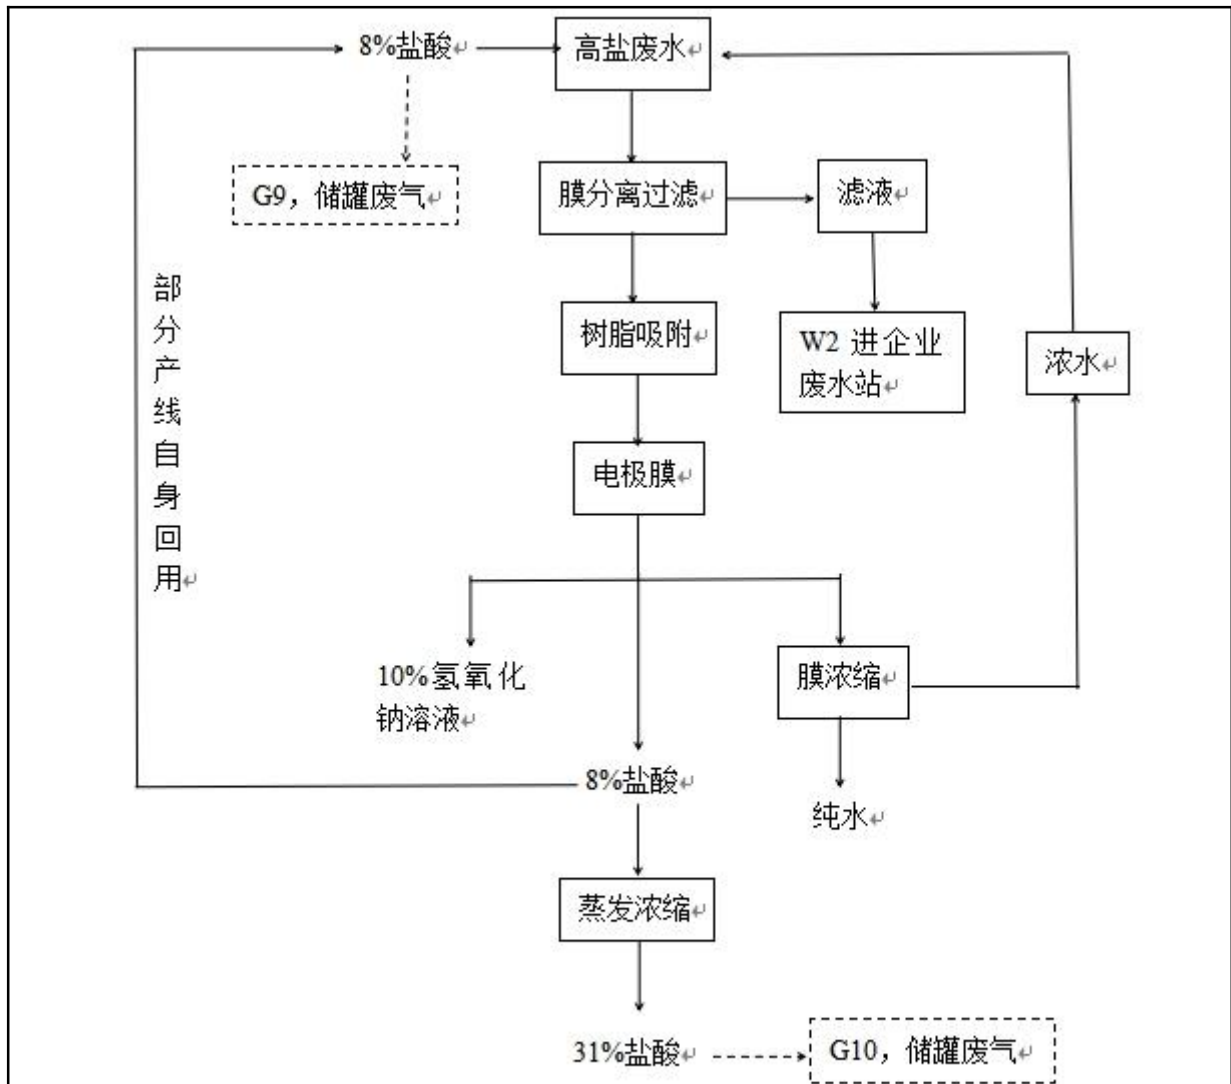 8%盐酸
高盐废水
G9，储罐废气
膜分离过滤
滤液
部
分
产
线
自
身
回
用
树脂吸附
W2 进企业
废水站
浓水
电极膜
10%氢氧化
钠溶液
膜浓缩
8%盐酸
纯水
蒸发浓缩
31%盐酸
G10，储罐废气